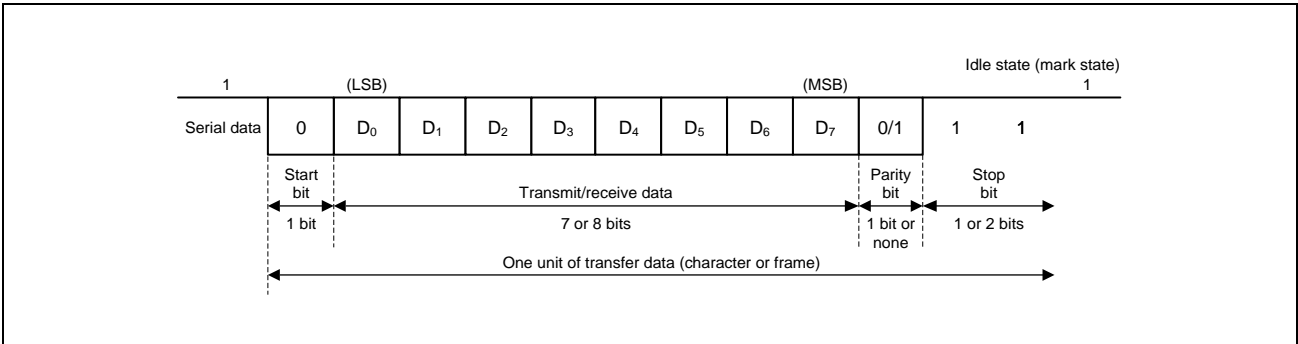 Idle state (mark state)
1 (LSB) (MSB) 1
Serial data 0 D₀ D₁ D₂ D₃ D₄ D₅ D₆ D₇ 0/1 1 1
Start bit
Transmit/receive data
Parity bit
Stop bit
1 bit
7 or 8 bits
1 bit or none
1 or 2 bits
One unit of transfer data (character or frame)